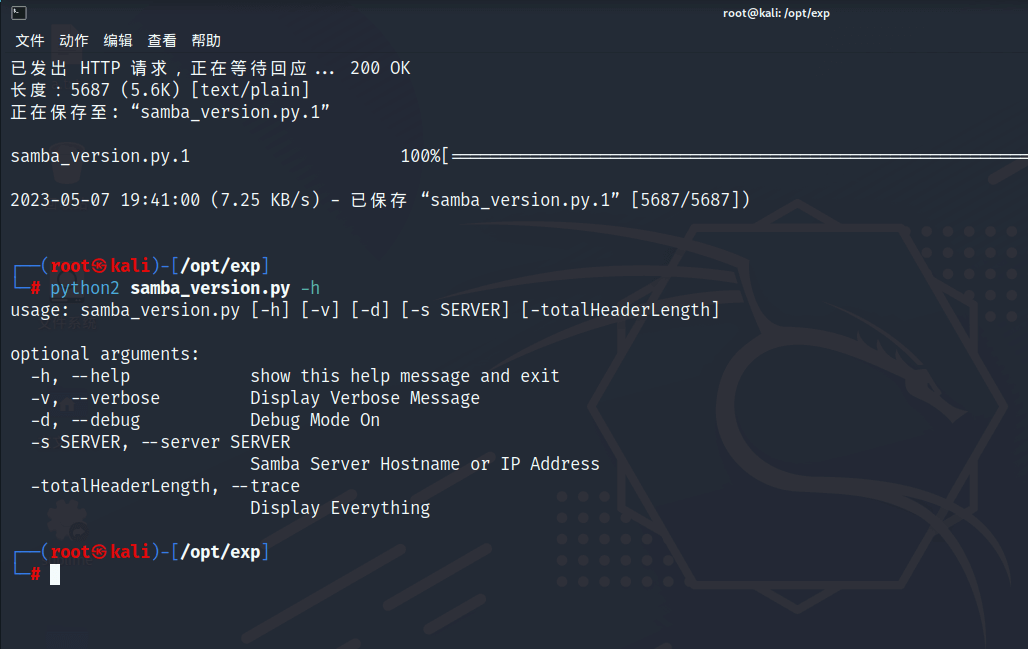 root@kali: /opt/exp
文件 动作 编辑 查看 帮助
已发出 HTTP 请求，正在等待回应... 200 OK
长度：5687 (5.6K) [text/plain]
正在保存至: “samba_version.py.1”
samba_version.py.1 100%[===================================================
2023-05-07 19:41:00 (7.25 KB/s) - 已保存 “samba_version.py.1” [5687/5687])
┌──(root㉿kali)-[/opt/exp]
└─# python2 samba_version.py -h
usage: samba_version.py [-h] [-v] [-d] [-s SERVER] [-totalHeaderLength]
optional arguments:
-h, --help show this help message and exit
-v, --verbose Display Verbose Message
-d, --debug Debug Mode On
-s SERVER, --server SERVER
Samba Server Hostname or IP Address
-totalHeaderLength, --trace
Display Everything
┌──(root㉿kali)-[/opt/exp]
└─#